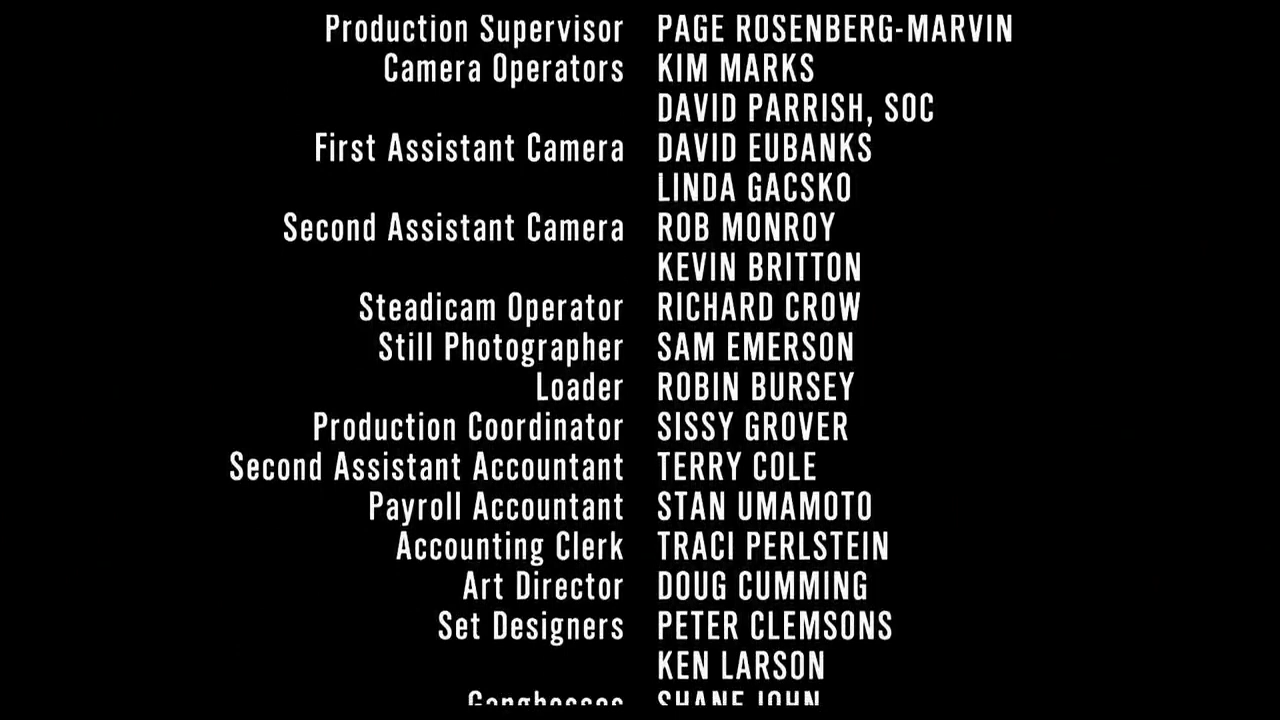 Production Supervisor PAGE ROSENBERG-MARVIN
Camera Operators KIM MARKS
DAVID PARRISH, SOC
First Assistant Camera DAVID EUBANKS
LINDA GACSKO
Second Assistant Camera ROB MONROY
KEVIN BRITTON
Steadicam Operator RICHARD CROW
Still Photographer SAM EMERSON
Loader ROBIN BURSEY
Production Coordinator SISSY GROVER
Second Assistant Accountant TERRY COLE
Payroll Accountant STAN UMAMOTO
Accounting Clerk TRACI PERLSTEIN
Art Director DOUG CUMMING
Set Designers PETER CLEMSONS
KEN LARSON
Gangbosses SHANE JOHN